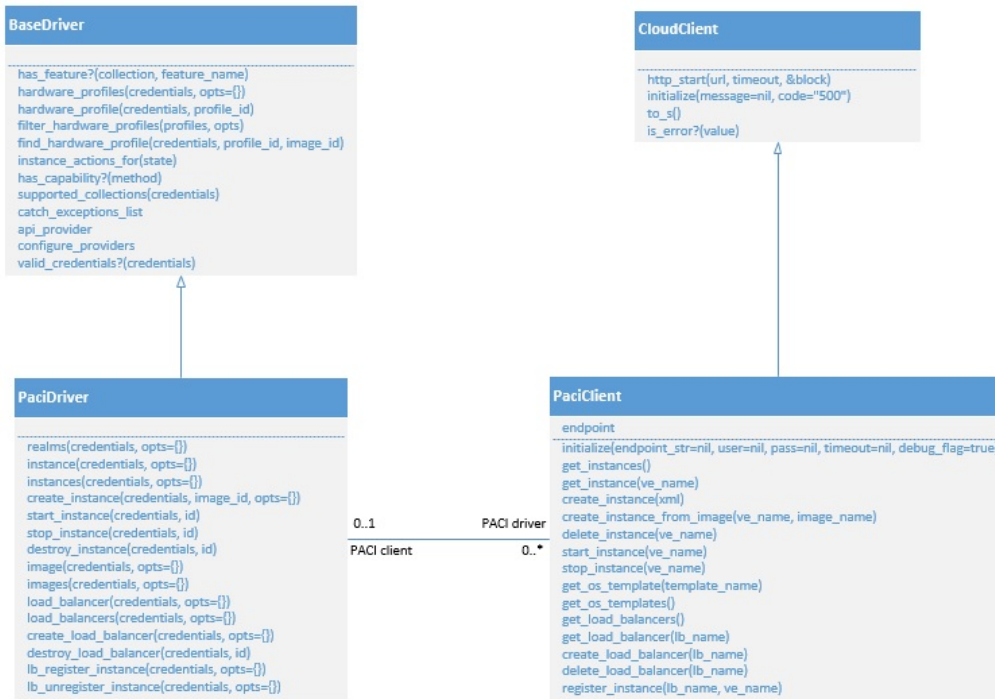 BaseDriver
has_feature?(collection, feature_name)
hardware_profiles(credentials, opts={})
hardware_profile(credentials, profile_id)
filter_hardware_profiles(profiles, opts)
find_hardware_profile(credentials, profile_id, image_id)
instance_actions_for(state)
has_capability?(method)
supported_collections(credentials)
catch_exceptions_list
api_provider
configure_providers
valid_credentials?(credentials)
CloudClient
http_start(url, timeout, &block)
initialize(message=nil, code="500")
to_s()
is_error?(value)
PaciDriver
realms(credentials, opts={})
instance(credentials, opts={})
instances(credentials, opts={})
create_instance(credentials, image_id, opts={})
start_instance(credentials, id)
stop_instance(credentials, id)
destroy_instance(credentials, id)
image(credentials, opts={})
images(credentials, opts={})
load_balancer(credentials, opts={})
load_balancers(credentials, opts={})
create_load_balancer(credentials, opts={})
destroy_load_balancer(credentials, id)
lb_register_instance(credentials, opts={})
lb_unregister_instance(credentials, opts={})
0..1
PACI driver
PACI client
0..*
PaciClient
endpoint
initialize(endpoint_str=nil, user=nil, pass=nil, timeout=nil, debug_flag=true
get_instances()
get_instance(ve_name)
create_instance(xml)
create_instance_from_image(ve_name, image_name)
delete_instance(ve_name)
start_instance(ve_name)
stop_instance(ve_name)
get_os_template(template_name)
get_os_templates()
get_load_balancers()
get_load_balancer(lb_name)
create_load_balancer(lb_name)
delete_load_balancer(lb_name)
register_instance(lb_name, ve_name)